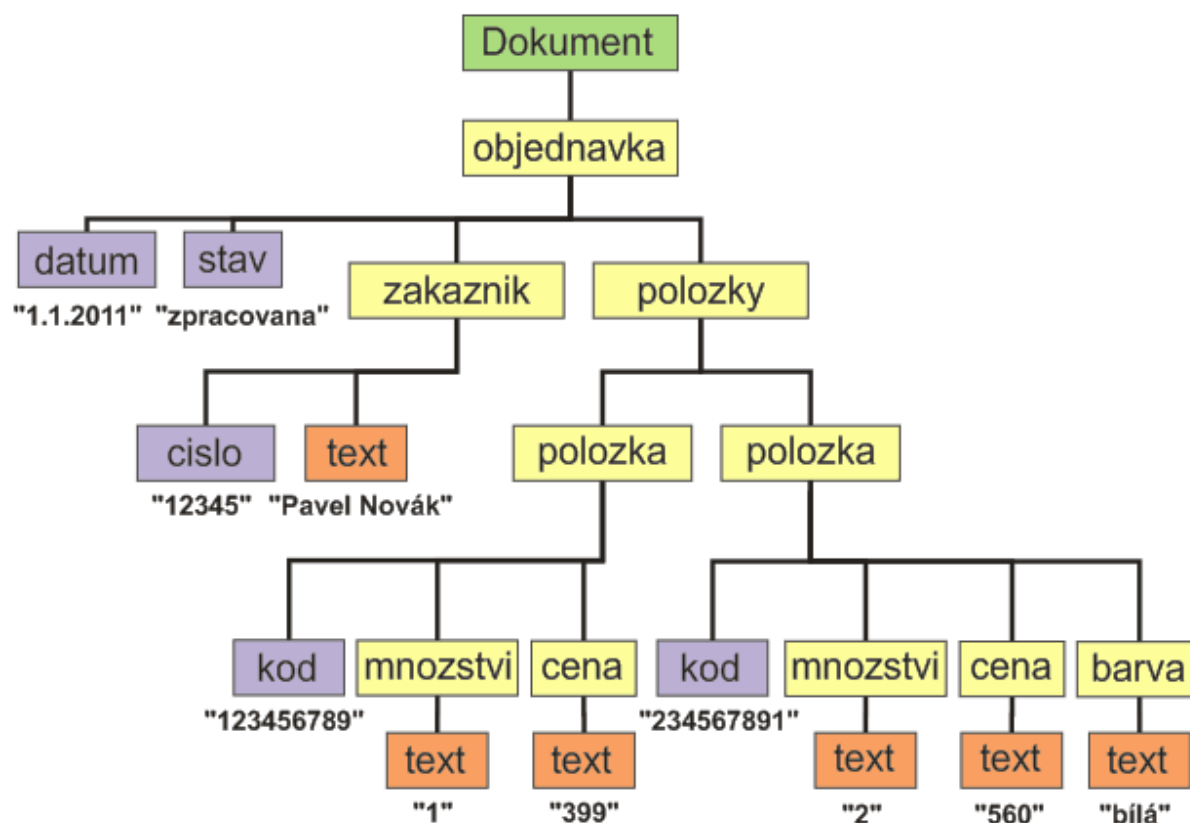 Dokument
objednavka
datum stav
zakaznik polozky
"1.1.2011" "zpracovana"
cislo text polozka polozka
"12345" "Pavel Novák"
kod mnozstvi cena kod mnozstvi cena barva
"123456789" "234567891"
text text text text text
"1" "399" "2" "560" "bílá"